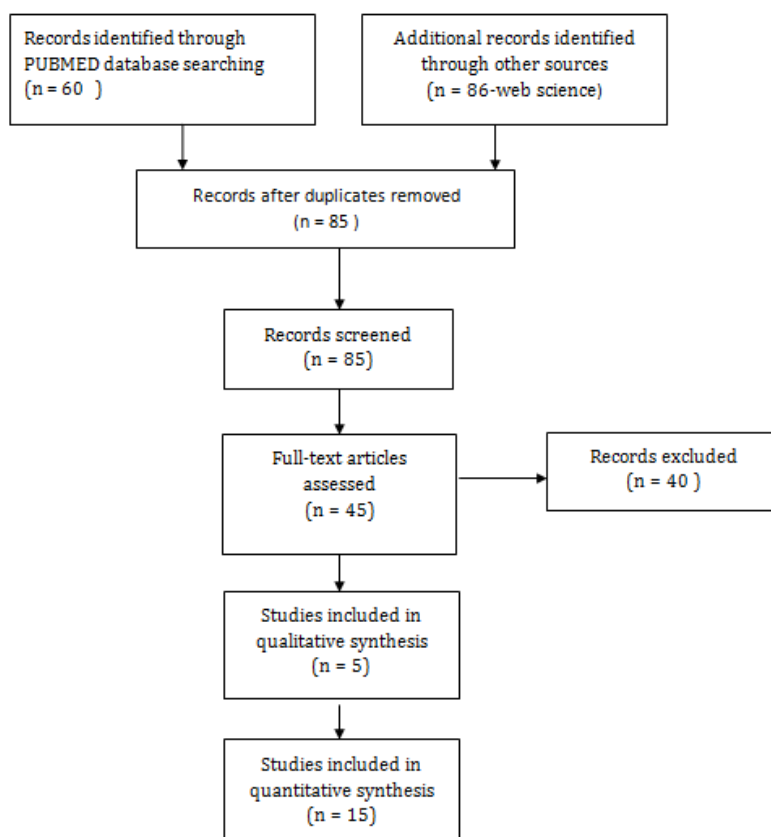 Records identified through
PUBMED database searching
(n = 60  )
Additional records identified
through other sources
(n = 86-web science)
Records after duplicates removed
(n = 85 )
Records screened
(n = 85)
Full-text articles
assessed
(n = 45)
Records excluded
(n = 40 )
Studies included in
qualitative synthesis
(n = 5)
Studies included in
quantitative synthesis
(n = 15)